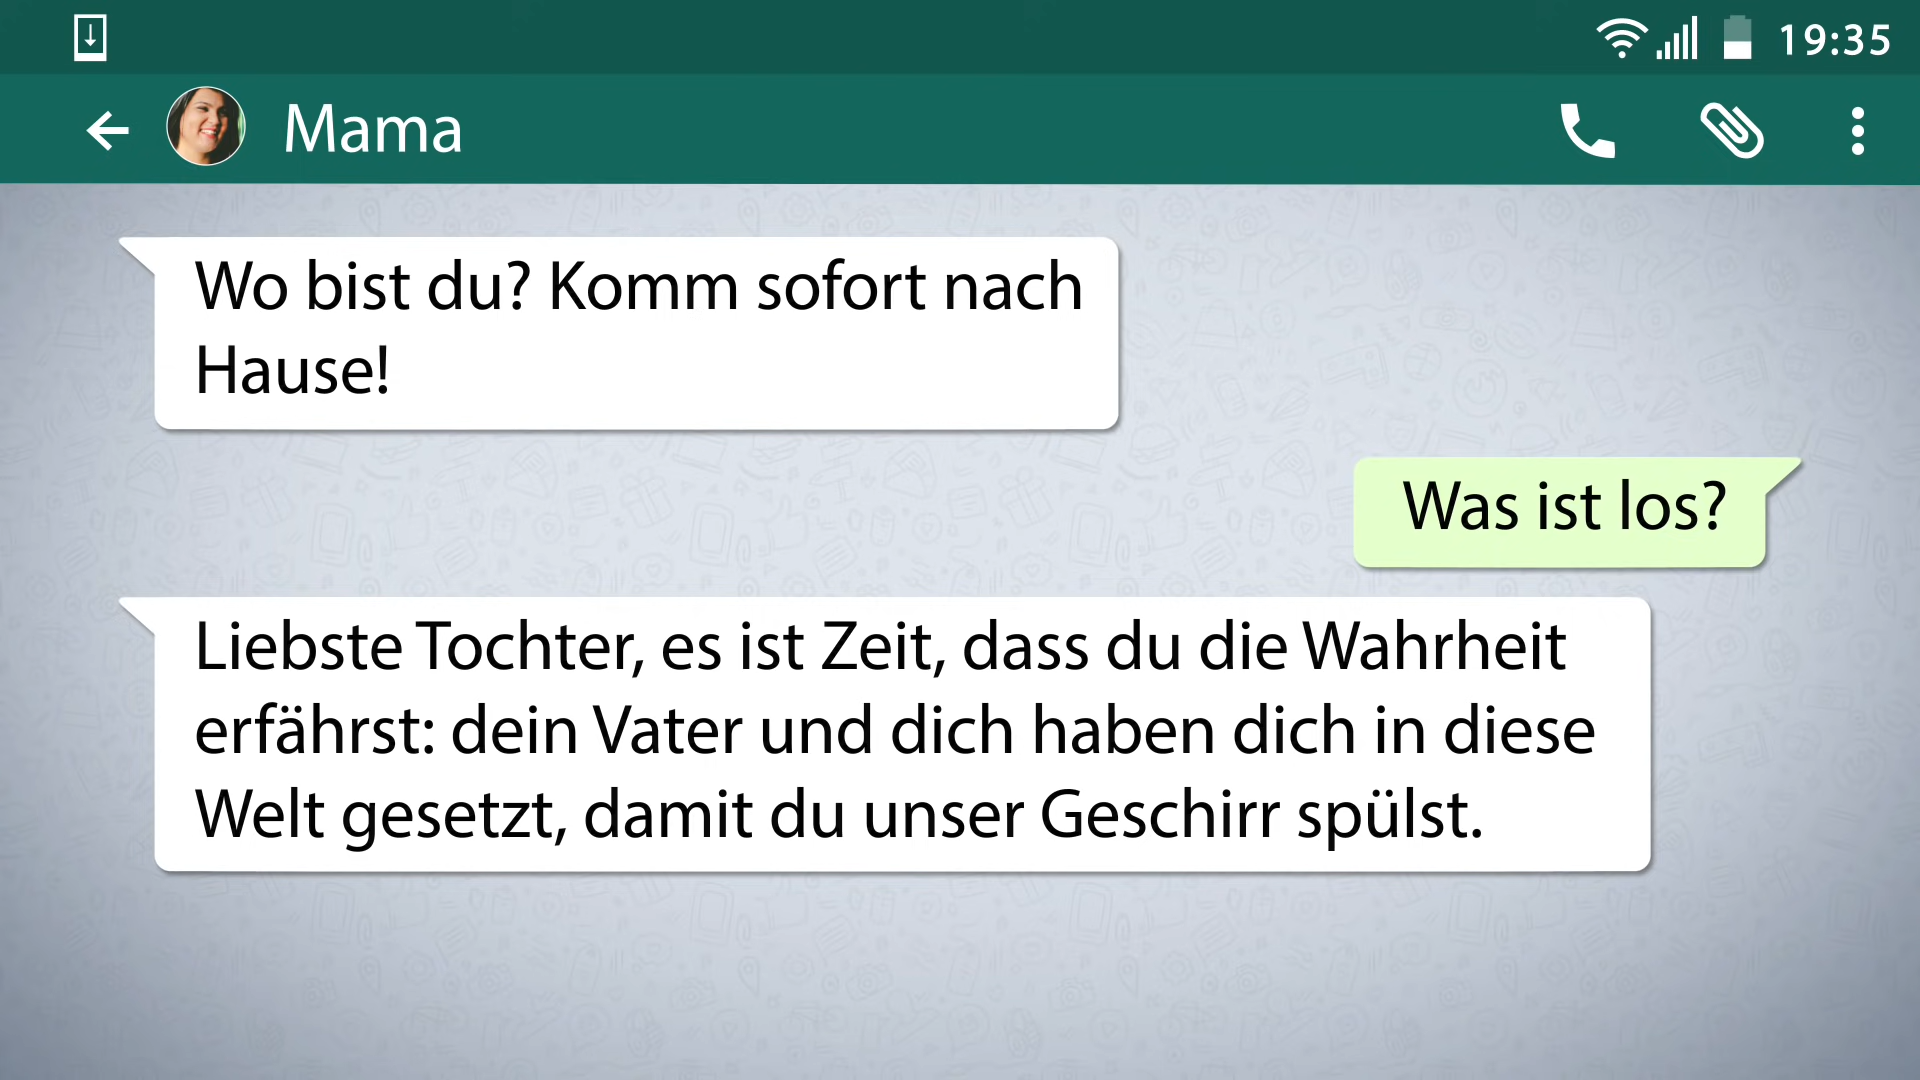 19:35
Mama
Wo bist du? Komm sofort nach
Hause!
Was ist los?
Liebste Tochter, es ist Zeit, dass du die Wahrheit
erfährst: dein Vater und dich haben dich in diese
Welt gesetzt, damit du unser Geschirr spülst.